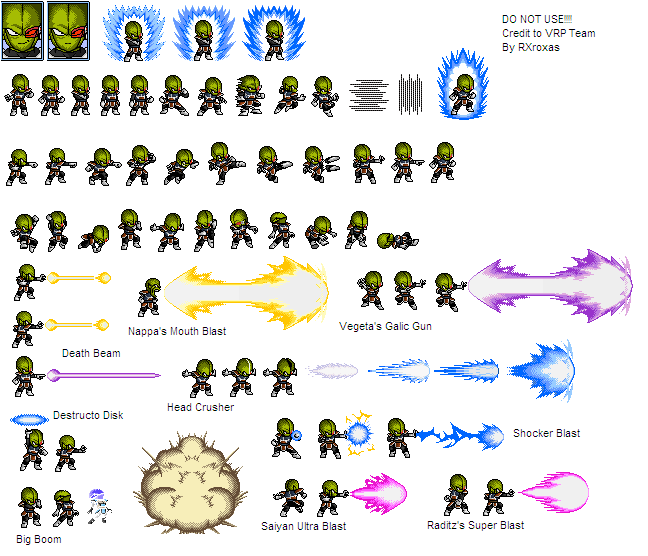 DO NOT USE!!!
Credit to VRP Team
By RXroxas
Nappa's Mouth Blast
Vegeta's Galic Gun
Death Beam
Head Crusher
Destructo Disk
Shocker Blast
Big Boom
Saiyan Ultra Blast
Raditz's Super Blast